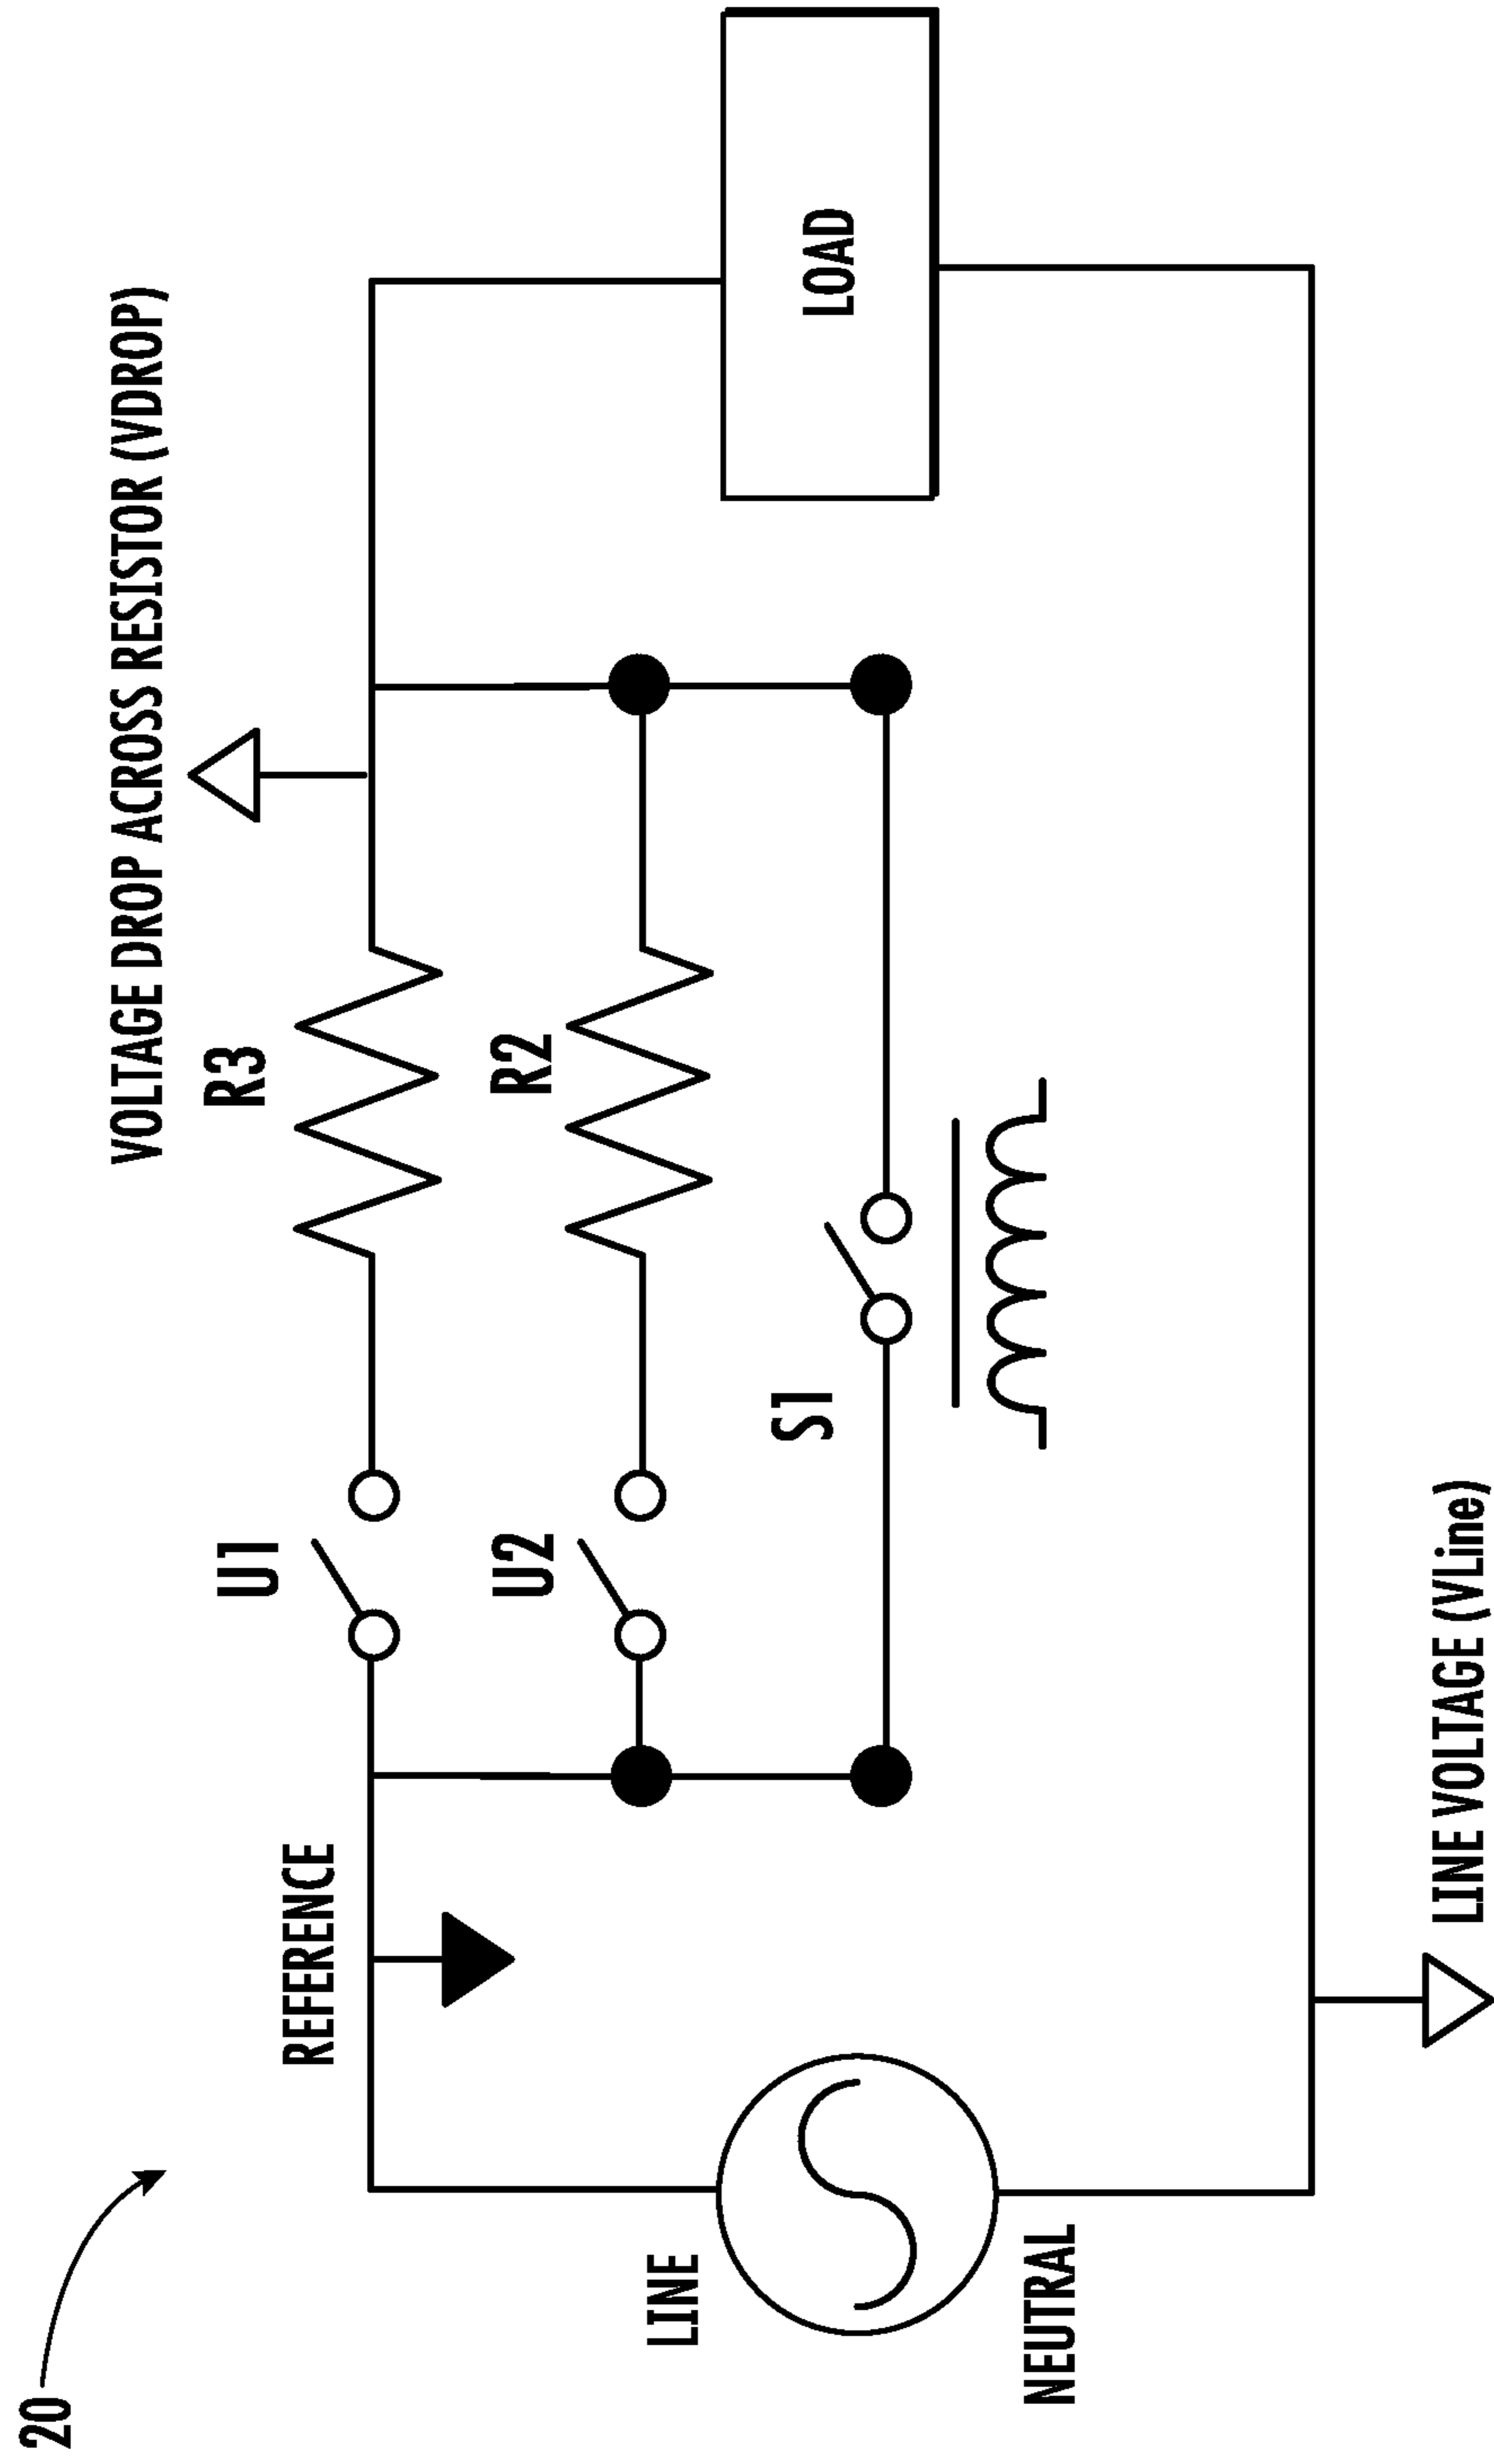 20
VOLTAGE DROP ACROSS RESISTOR (VDROP)
U1
R3
REFERENCE
U2
R2
LINE
S1
LOAD
NEUTRAL
LINE VOLTAGE (VLine)